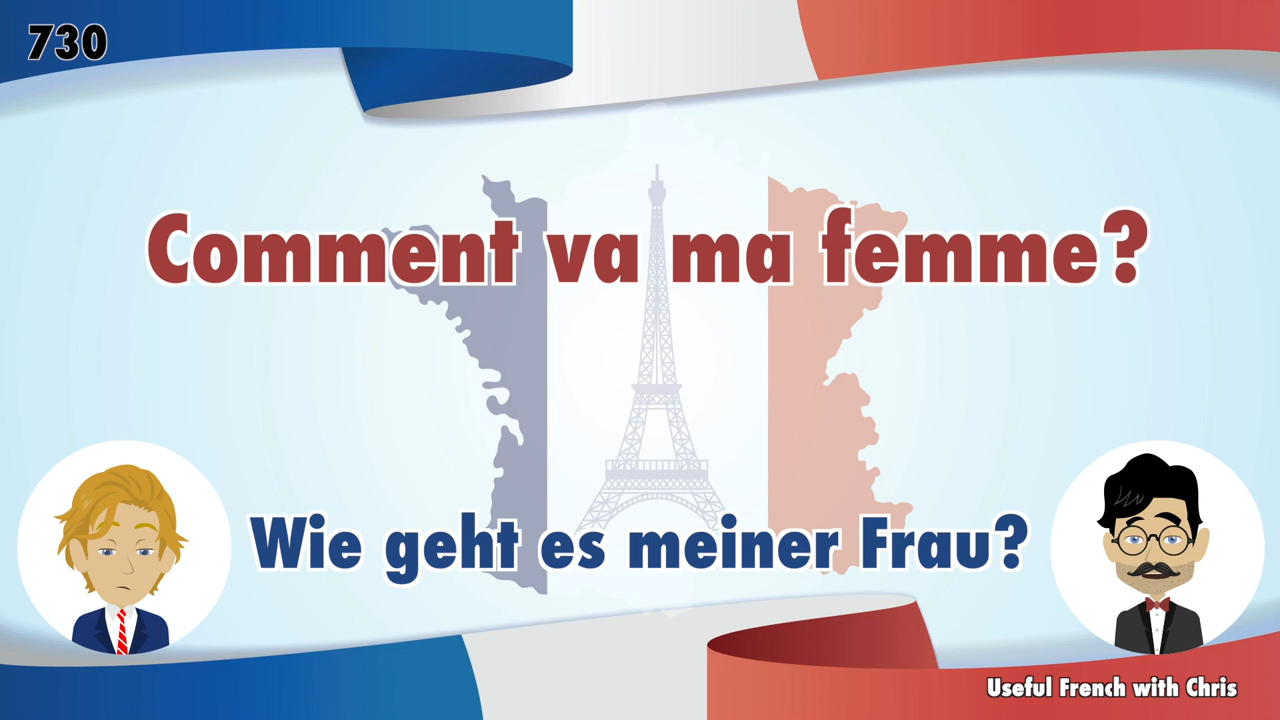 730
Comment va ma femme?
Wie geht es meiner Frau?
Useful French with Chris